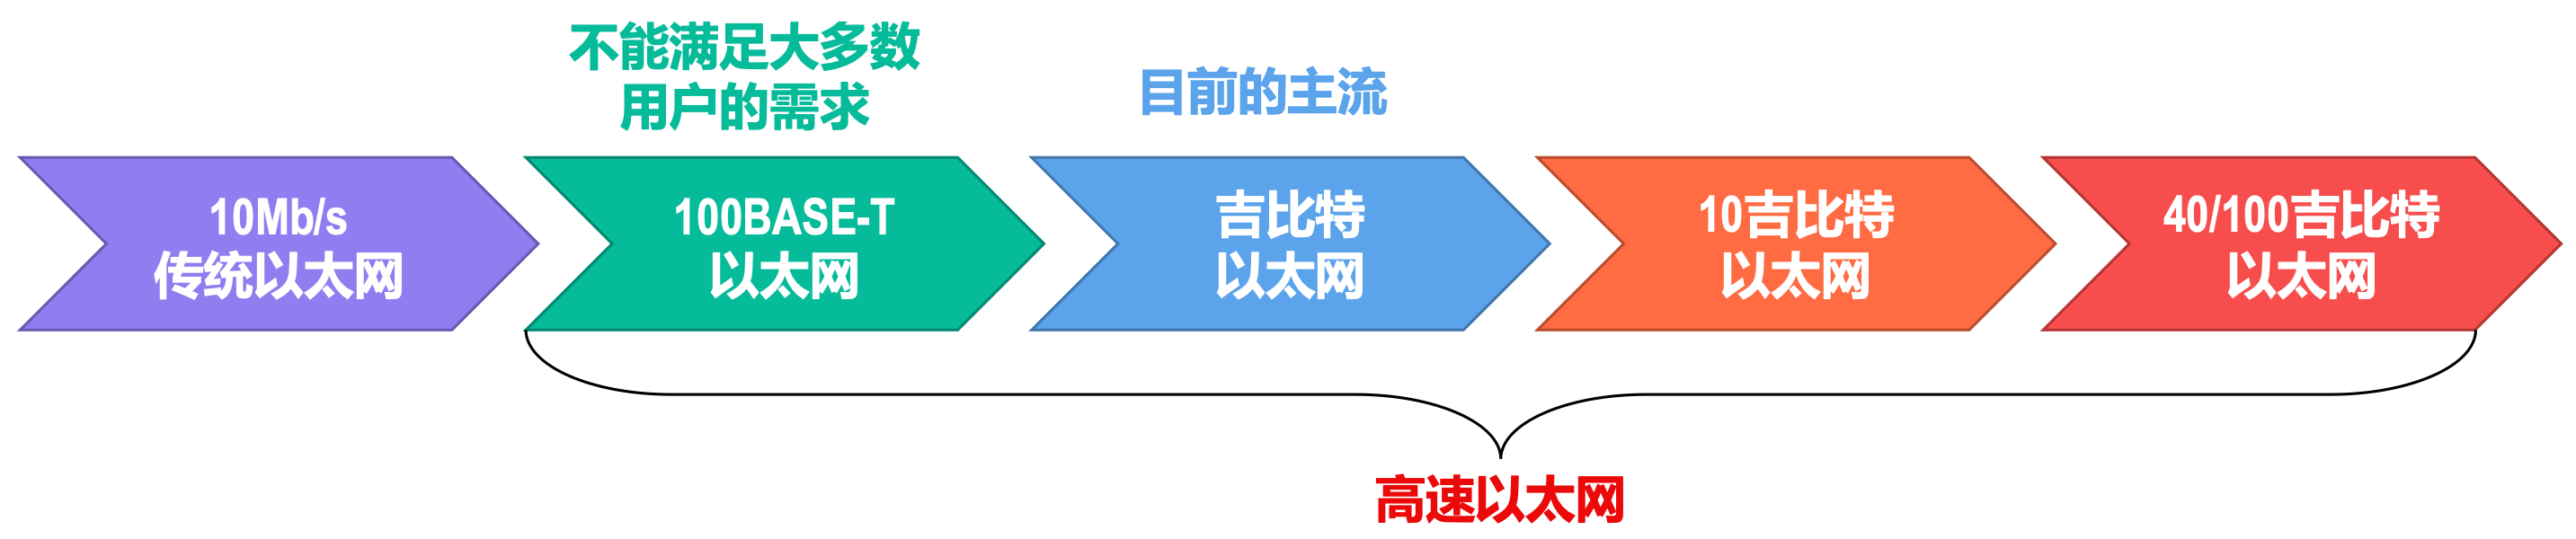 不能满足大多数
用户的需求
目前的主流
10Mb/s
传统以太网
100BASE-T
以太网
吉比特
以太网
10吉比特
以太网
40/100吉比特
以太网
高速以太网